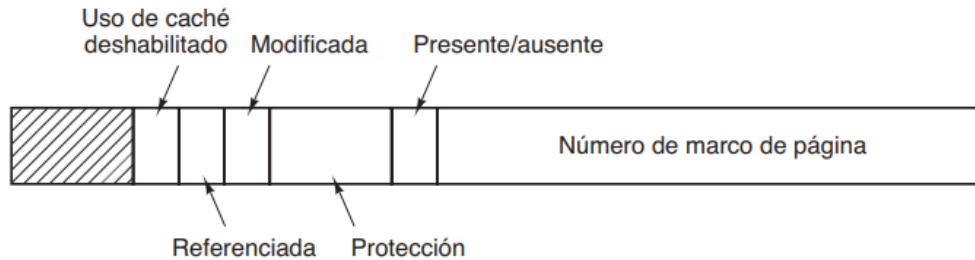 Uso de caché
deshabilitado
Modificada
Presente/ausente
Número de marco de página
Referenciada
Protección